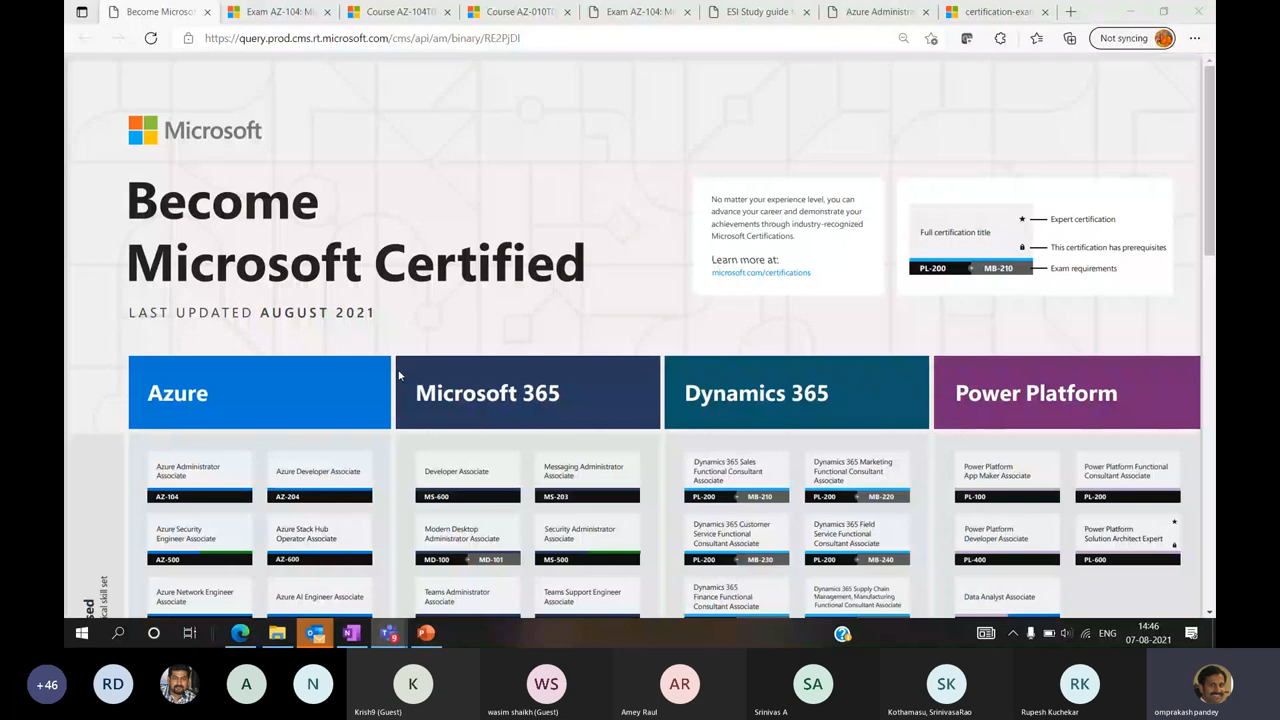 Become Microso
Exam AZ-104: Mi
Course AZ-104T0
Course AZ-010T0
Exam AZ-104: Mi
ESI Study guide
Azure Administra
certification-exa
https://query.prod.cms.rt.microsoft.com/cms/api/am/binary/RE2PjDI
Not syncing
Microsoft
Become
Microsoft Certified
LAST UPDATED AUGUST 2021
No matter your experience level, you can
advance your career and demonstrate your
achievements through industry-recognized
Microsoft Certifications.
Learn more at:
microsoft.com/certifications
Full certification title
PL-200 + MB-210
Expert certification
This certification has prerequisites
Exam requirements
Azure
Microsoft 365
Dynamics 365
Power Platform
Azure Administrator
Associate
AZ-104
Azure Developer Associate
AZ-204
Developer Associate
MS-600
Messaging Administrator
Associate
MS-203
Dynamics 365 Sales
Functional Consultant
Associate
PL-200 + MB-210
Dynamics 365 Marketing
Functional Consultant
Associate
PL-200 + MB-220
Power Platform
App Maker Associate
PL-100
Power Platform Functional
Consultant Associate
PL-200
Azure Security
Engineer Associate
AZ-500
Azure Stack Hub
Operator Associate
AZ-600
Modern Desktop
Administrator Associate
MD-100 + MD-101
Security Administrator
Associate
MS-500
Dynamics 365 Customer
Service Functional
Consultant Associate
PL-200 + MB-230
Dynamics 365 Field
Service Functional
Consultant Associate
PL-200 + MB-240
Power Platform
Developer Associate
PL-400
Power Platform
Solution Architect Expert
PL-600
Azure Network Engineer
Associate
Azure AI Engineer Associate
Teams Administrator
Associate
Teams Support Engineer
Associate
Dynamics 365
Finance Functional
Consultant Associate
Dynamics 365 Supply Chain
Management, Manufacturing
Functional Consultant Associate
Data Analyst Associate
sed
cal skill set
9
ENG
14:46
07-08-2021
+46
RD
A
N
K
Krish9 (Guest)
WS
wasim shaikh (Guest)
AR
Amey Raul
SA
Srinivas A
SK
Kothamasu, SrinivasaRao
RK
Rupesh Kuchekar
omprakash pandey